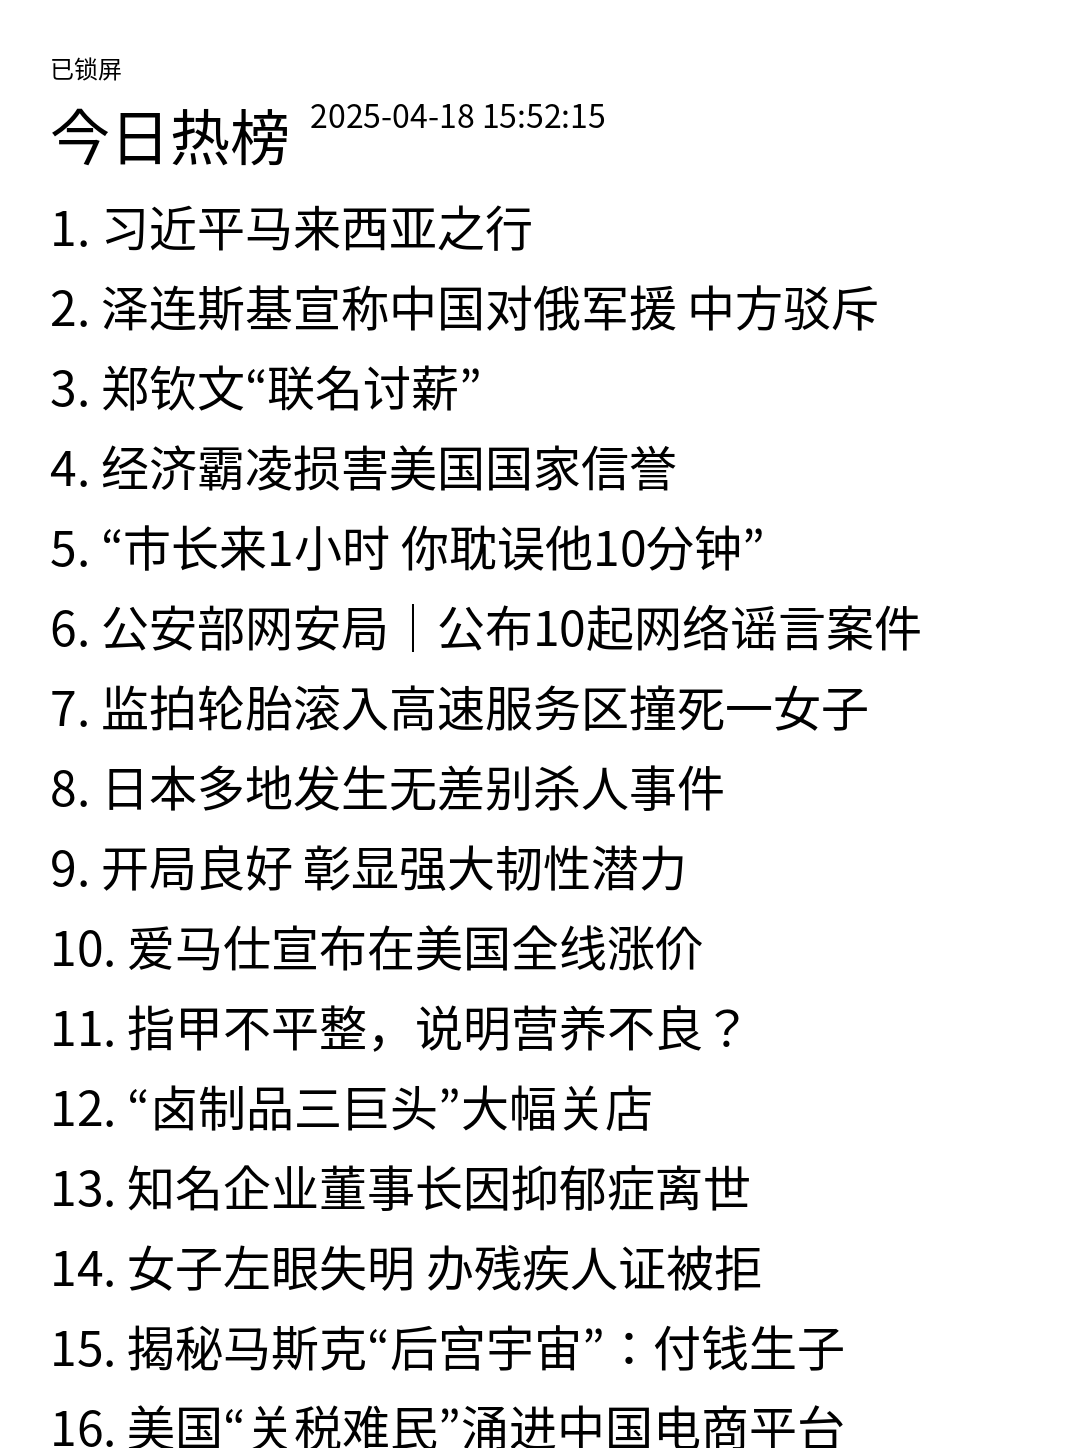 已锁屏
今日热榜 2025-04-18 15:52:15
1. 习近平马来西亚之行
2. 泽连斯基宣称中国对俄军援 中方驳斥
3. 郑钦文“联名讨薪”
4. 经济霸凌损害美国国家信誉
5. “市长来1小时 你耽误他10分钟”
6. 公安部网安局｜公布10起网络谣言案件
7. 监拍轮胎滚入高速服务区撞死一女子
8. 日本多地发生无差别杀人事件
9. 开局良好 彰显强大韧性潜力
10. 爱马仕宣布在美国全线涨价
11. 指甲不平整，说明营养不良？
12. “卤制品三巨头”大幅关店
13. 知名企业董事长因抑郁症离世
14. 女子左眼失明 办残疾人证被拒
15. 揭秘马斯克“后宫宇宙”：付钱生子
16. 美国“关税难民”涌进中国电商平台